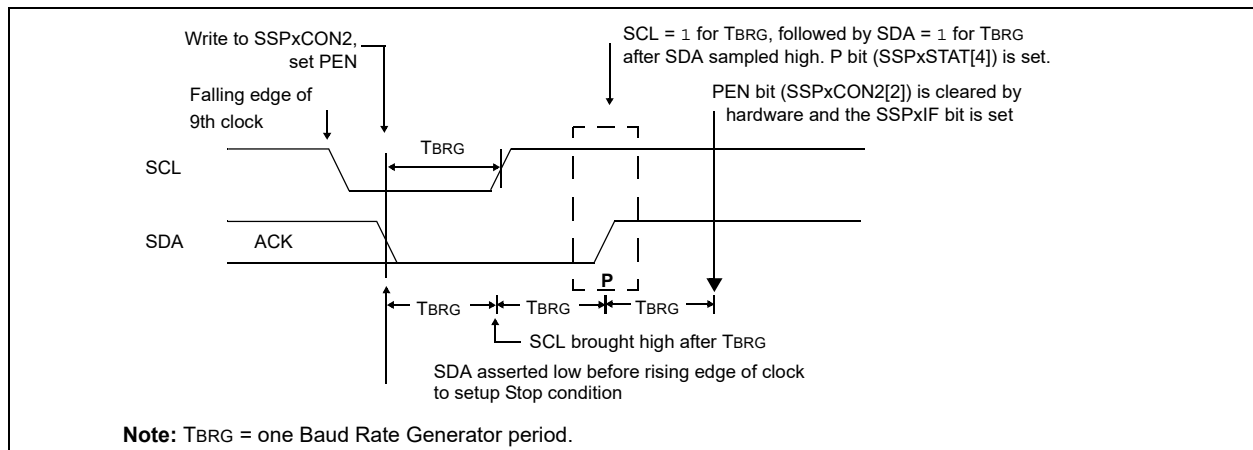 Write to SSPxCON2,
set PEN
SCL = 1 for TBRG, followed by SDA = 1 for TBRG
after SDA sampled high. P bit (SSPxSTAT[4]) is set.
Falling edge of
9th clock
PEN bit (SSPxCON2[2]) is cleared by
hardware and the SSPxIF bit is set
TBRG
SCL
SDA
ACK
P
TBRG
TBRG
TBRG
SCL brought high after TBRG
SDA asserted low before rising edge of clock
to setup Stop condition
Note: TBRG = one Baud Rate Generator period.